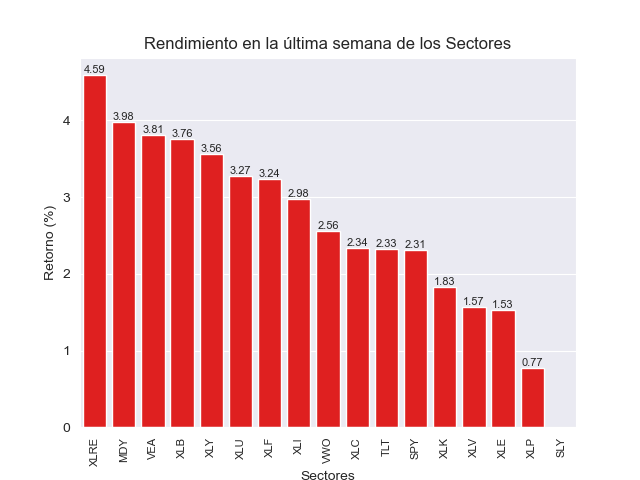 Rendimiento en la última semana de los Sectores
4.59
3.98
3.81
3.76
3.56
3.27
3.24
2.98
2.56
2.34
2.33
2.31
1.83
1.57
1.53
0.77
4
3
2
1
0
Retorno (%)
XLRE
MDY
VEA
XLB
XLY
XLU
XLF
XLI
VWO
XLC
TLT
SPY
XLK
XLV
XLE
XLP
SLY
Sectores